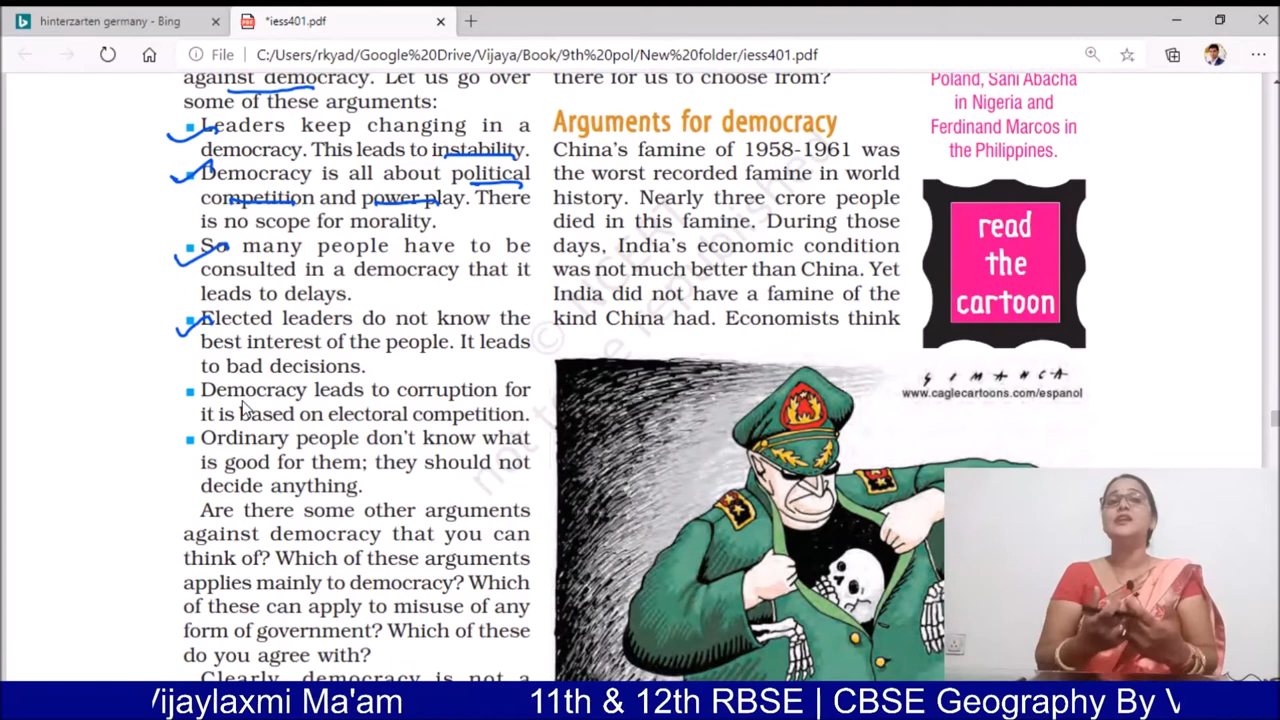 hinterzarten germany - Bing
*iess401.pdf
File
C:/Users/rkyad/Google%20Drive/Vijaya/Book/9th%20pol/New%20folder/iess401.pdf
against democracy. Let us go over
some of these arguments:
Leaders keep changing in a
democracy. This leads to instability.
Democracy is all about political
competition and power play. There
is no scope for morality.
So many people have to be
consulted in a democracy that it
leads to delays.
Elected leaders do not know the
best interest of the people. It leads
to bad decisions.
Democracy leads to corruption for
it is based on electoral competition.
Ordinary people don't know what
is good for them; they should not
decide anything.
Are there some other arguments
against democracy that you can
think of? Which of these arguments
applies mainly to democracy? Which
of these can apply to misuse of any
form of government? Which of these
do you agree with?
Clearly, democracy is not a
there for us to choose from?
Arguments for democracy
China's famine of 1958-1961 was
the worst recorded famine in world
history. Nearly three crore people
died in this famine. During those
days, India's economic condition
was not much better than China. Yet
India did not have a famine of the
kind China had. Economists think
© NCERT
not to be republished
Poland, Sani Abacha
in Nigeria and
Ferdinand Marcos in
the Philippines.
read
the
cartoon
SIMANCA
www.caglecartoons.com/espanol
Vijaylaxmi Ma'am
11th & 12th RBSE | CBSE Geography By V